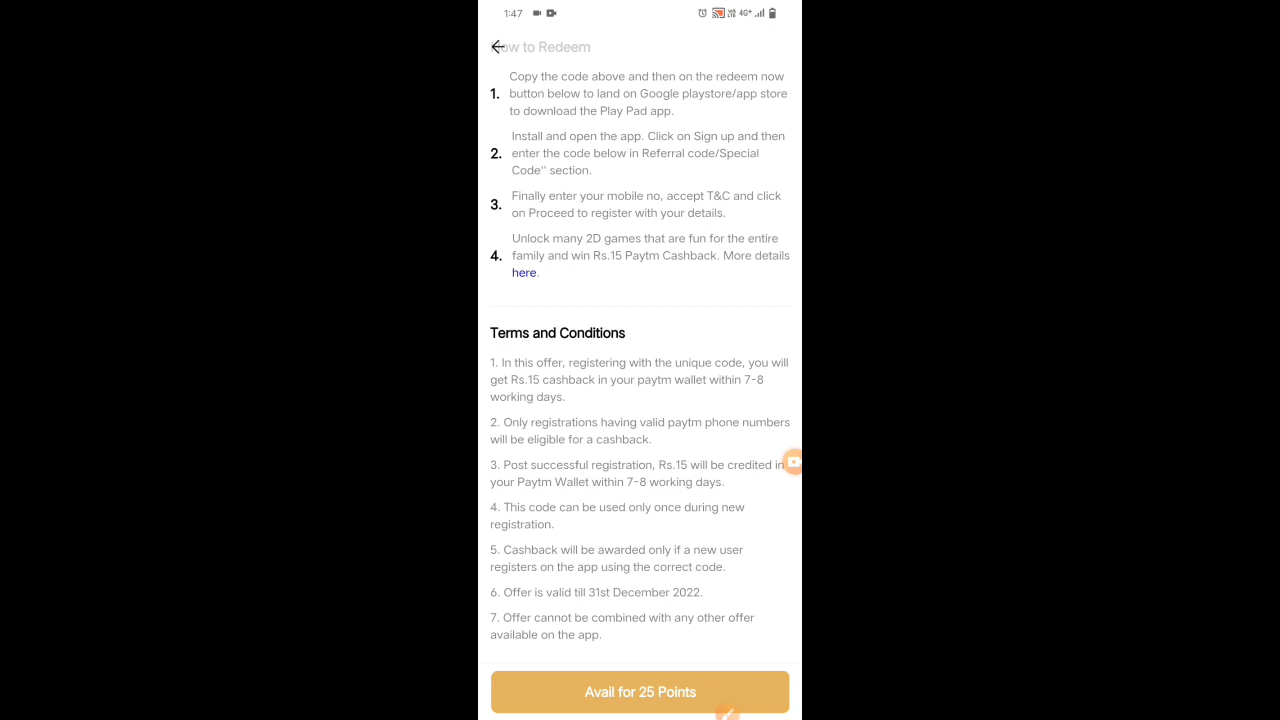 1:47
4G+
How to Redeem
Copy the code above and then on the redeem now
1. button below to land on Google playstore/app store
to download the Play Pad app.
Install and open the app. Click on Sign up and then
2. enter the code below in Referral code/Special
Code" section.
3. Finally enter your mobile no, accept T&C and click
on Proceed to register with your details.
Unlock many 2D games that are fun for the entire
4. family and win Rs.15 Paytm Cashback. More details
here.
Terms and Conditions
1. In this offer, registering with the unique code, you will
get Rs.15 cashback in your paytm wallet within 7-8
working days.
2. Only registrations having valid paytm phone numbers
will be eligible for a cashback.
3. Post successful registration, Rs.15 will be credited in
your Paytm Wallet within 7-8 working days.
4. This code can be used only once during new
registration.
5. Cashback will be awarded only if a new user
registers on the app using the correct code.
6. Offer is valid till 31st December 2022.
7. Offer cannot be combined with any other offer
available on the app.
Avail for 25 Points